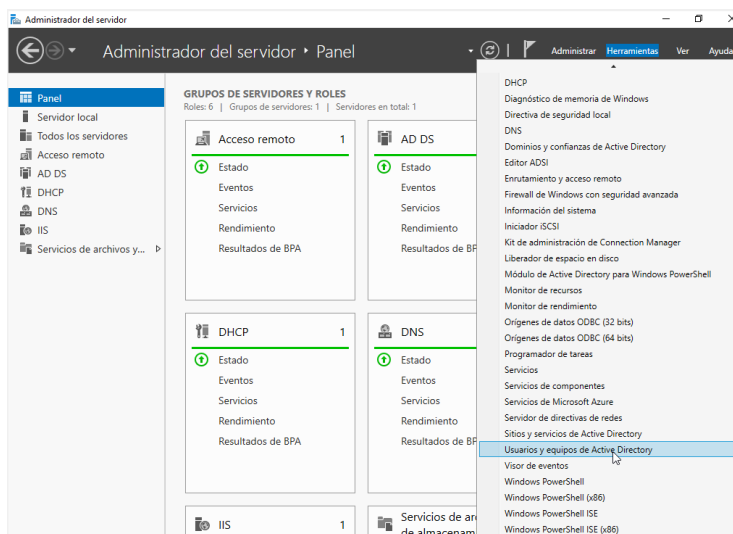 Administrador del servidor
Administrador del servidor ‣ Panel
Administrar Herramientas Ver Ayuda
Panel
Servidor local
Todos los servidores
Acceso remoto
AD DS
DHCP
DNS
IIS
Servicios de archivos y...
GRUPOS DE SERVIDORES Y ROLES
Roles: 6 | Grupos de servidores: 1 | Servidores en total: 1
Acceso remoto 1
Estado
Eventos
Servicios
Rendimiento
Resultados de BPA
AD DS
Estado
Eventos
Servicios
Rendimiento
Resultados de BP
DHCP 1
Estado
Eventos
Servicios
Rendimiento
Resultados de BPA
DNS
Estado
Eventos
Servicios
Rendimiento
Resultados de BP
IIS 1
Servicios de ar
de almacenam
DHCP
Diagnóstico de memoria de Windows
Directiva de seguridad local
DNS
Dominios y confianzas de Active Directory
Editor ADSI
Enrutamiento y acceso remoto
Firewall de Windows con seguridad avanzada
Información del sistema
Iniciador iSCSI
Kit de administración de Connection Manager
Liberador de espacio en disco
Módulo de Active Directory para Windows PowerShell
Monitor de recursos
Monitor de rendimiento
Orígenes de datos ODBC (32 bits)
Orígenes de datos ODBC (64 bits)
Programador de tareas
Servicios
Servicios de componentes
Servicios de Microsoft Azure
Servidor de directivas de redes
Sitios y servicios de Active Directory
Usuarios y equipos de Active Directory
Visor de eventos
Windows PowerShell
Windows PowerShell (x86)
Windows PowerShell ISE
Windows PowerShell ISE (x86)